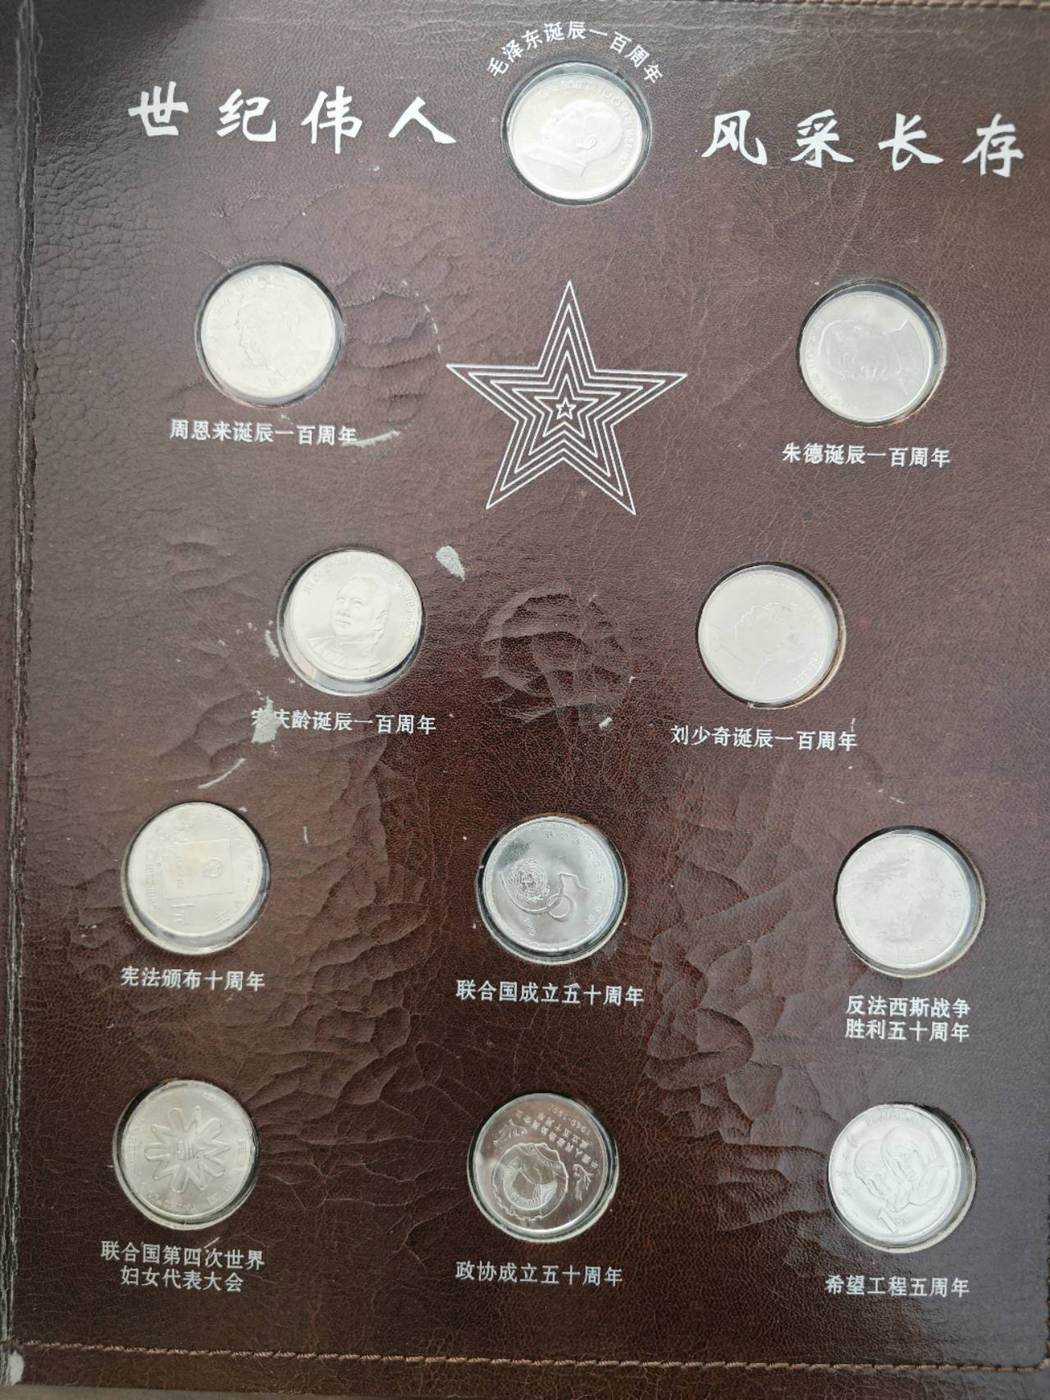 毛泽东诞辰一百周年
世纪伟人 风采长存
周恩来诞辰一百周年
朱德诞辰一百周年
宋庆龄诞辰一百周年
刘少奇诞辰一百周年
宪法颁布十周年
联合国成立五十周年
反法西斯战争
胜利五十周年
联合国第四次世界
妇女代表大会
政协成立五十周年
希望工程五周年